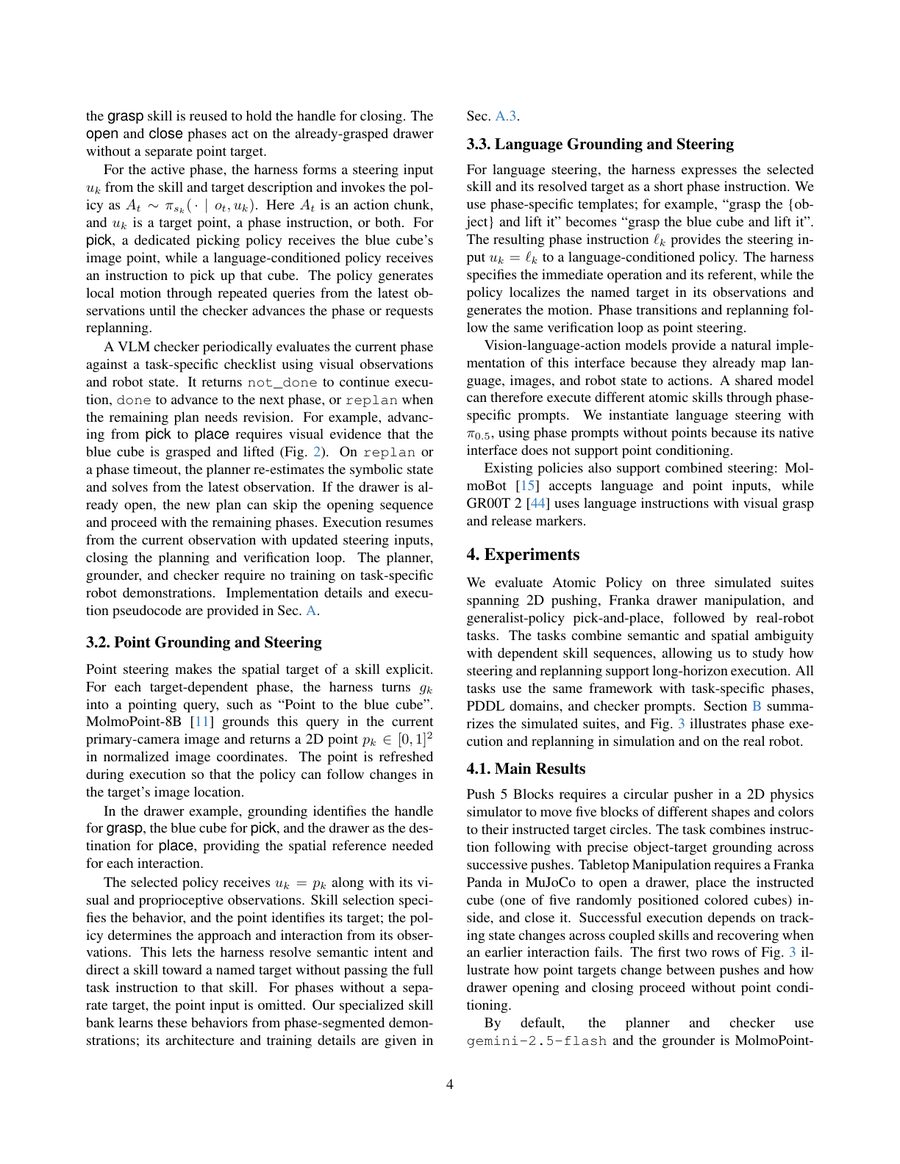 the grasp skill is reused to hold the handle for closing. The
open and close phases act on the already-grasped drawer
without a separate point target.
For the active phase, the harness forms a steering input
u_k from the skill and target description and invokes the pol-
icy as A_t ∼ π_{s_k}( · | o_t, u_k). Here A_t is an action chunk,
and u_k is a target point, a phase instruction, or both. For
pick, a dedicated picking policy receives the blue cube's
image point, while a language-conditioned policy receives
an instruction to pick up that cube. The policy generates
local motion through repeated queries from the latest ob-
servations until the checker advances the phase or requests
replanning.
A VLM checker periodically evaluates the current phase
against a task-specific checklist using visual observations
and robot state. It returns not_done to continue execu-
tion, done to advance to the next phase, or replan when
the remaining plan needs revision. For example, advanc-
ing from pick to place requires visual evidence that the
blue cube is grasped and lifted (Fig. 2). On replan or
a phase timeout, the planner re-estimates the symbolic state
and solves from the latest observation. If the drawer is al-
ready open, the new plan can skip the opening sequence
and proceed with the remaining phases. Execution resumes
from the current observation with updated steering inputs,
closing the planning and verification loop. The planner,
grounder, and checker require no training on task-specific
robot demonstrations. Implementation details and execu-
tion pseudocode are provided in Sec. A.
3.2. Point Grounding and Steering
Point steering makes the spatial target of a skill explicit.
For each target-dependent phase, the harness turns g_k
into a pointing query, such as “Point to the blue cube”.
MolmoPoint-8B [11] grounds this query in the current
primary-camera image and returns a 2D point p_k ∈ [0, 1]²
in normalized image coordinates. The point is refreshed
during execution so that the policy can follow changes in
the target's image location.
In the drawer example, grounding identifies the handle
for grasp, the blue cube for pick, and the drawer as the des-
tination for place, providing the spatial reference needed
for each interaction.
The selected policy receives u_k = p_k along with its vi-
sual and proprioceptive observations. Skill selection speci-
fies the behavior, and the point identifies its target; the pol-
icy determines the approach and interaction from its obser-
vations. This lets the harness resolve semantic intent and
direct a skill toward a named target without passing the full
task instruction to that skill. For phases without a sepa-
rate target, the point input is omitted. Our specialized skill
bank learns these behaviors from phase-segmented demon-
strations; its architecture and training details are given in
Sec. A.3.
3.3. Language Grounding and Steering
For language steering, the harness expresses the selected
skill and its resolved target as a short phase instruction. We
use phase-specific templates; for example, “grasp the {ob-
ject} and lift it” becomes “grasp the blue cube and lift it”.
The resulting phase instruction ℓ_k provides the steering in-
put u_k = ℓ_k to a language-conditioned policy. The harness
specifies the immediate operation and its referent, while the
policy localizes the named target in its observations and
generates the motion. Phase transitions and replanning fol-
low the same verification loop as point steering.
Vision-language-action models provide a natural imple-
mentation of this interface because they already map lan-
guage, images, and robot state to actions. A shared model
can therefore execute different atomic skills through phase-
specific prompts. We instantiate language steering with
π_{0.5}, using phase prompts without points because its native
interface does not support point conditioning.
Existing policies also support combined steering: Mol-
moBot [15] accepts language and point inputs, while
GR00T 2 [44] uses language instructions with visual grasp
and release markers.
4. Experiments
We evaluate Atomic Policy on three simulated suites
spanning 2D pushing, Franka drawer manipulation, and
generalist-policy pick-and-place, followed by real-robot
tasks. The tasks combine semantic and spatial ambiguity
with dependent skill sequences, allowing us to study how
steering and replanning support long-horizon execution. All
tasks use the same framework with task-specific phases,
PDDL domains, and checker prompts. Section B summa-
rizes the simulated suites, and Fig. 3 illustrates phase exe-
cution and replanning in simulation and on the real robot.
4.1. Main Results
Push 5 Blocks requires a circular pusher in a 2D physics
simulator to move five blocks of different shapes and colors
to their instructed target circles. The task combines instruc-
tion following with precise object-target grounding across
successive pushes. Tabletop Manipulation requires a Franka
Panda in MuJoCo to open a drawer, place the instructed
cube (one of five randomly positioned colored cubes) in-
side, and close it. Successful execution depends on track-
ing state changes across coupled skills and recovering when
an earlier interaction fails. The first two rows of Fig. 3 il-
lustrate how point targets change between pushes and how
drawer opening and closing proceed without point condi-
tioning.
By default, the planner and checker use
gemini-2.5-flash and the grounder is MolmoPoint-
4